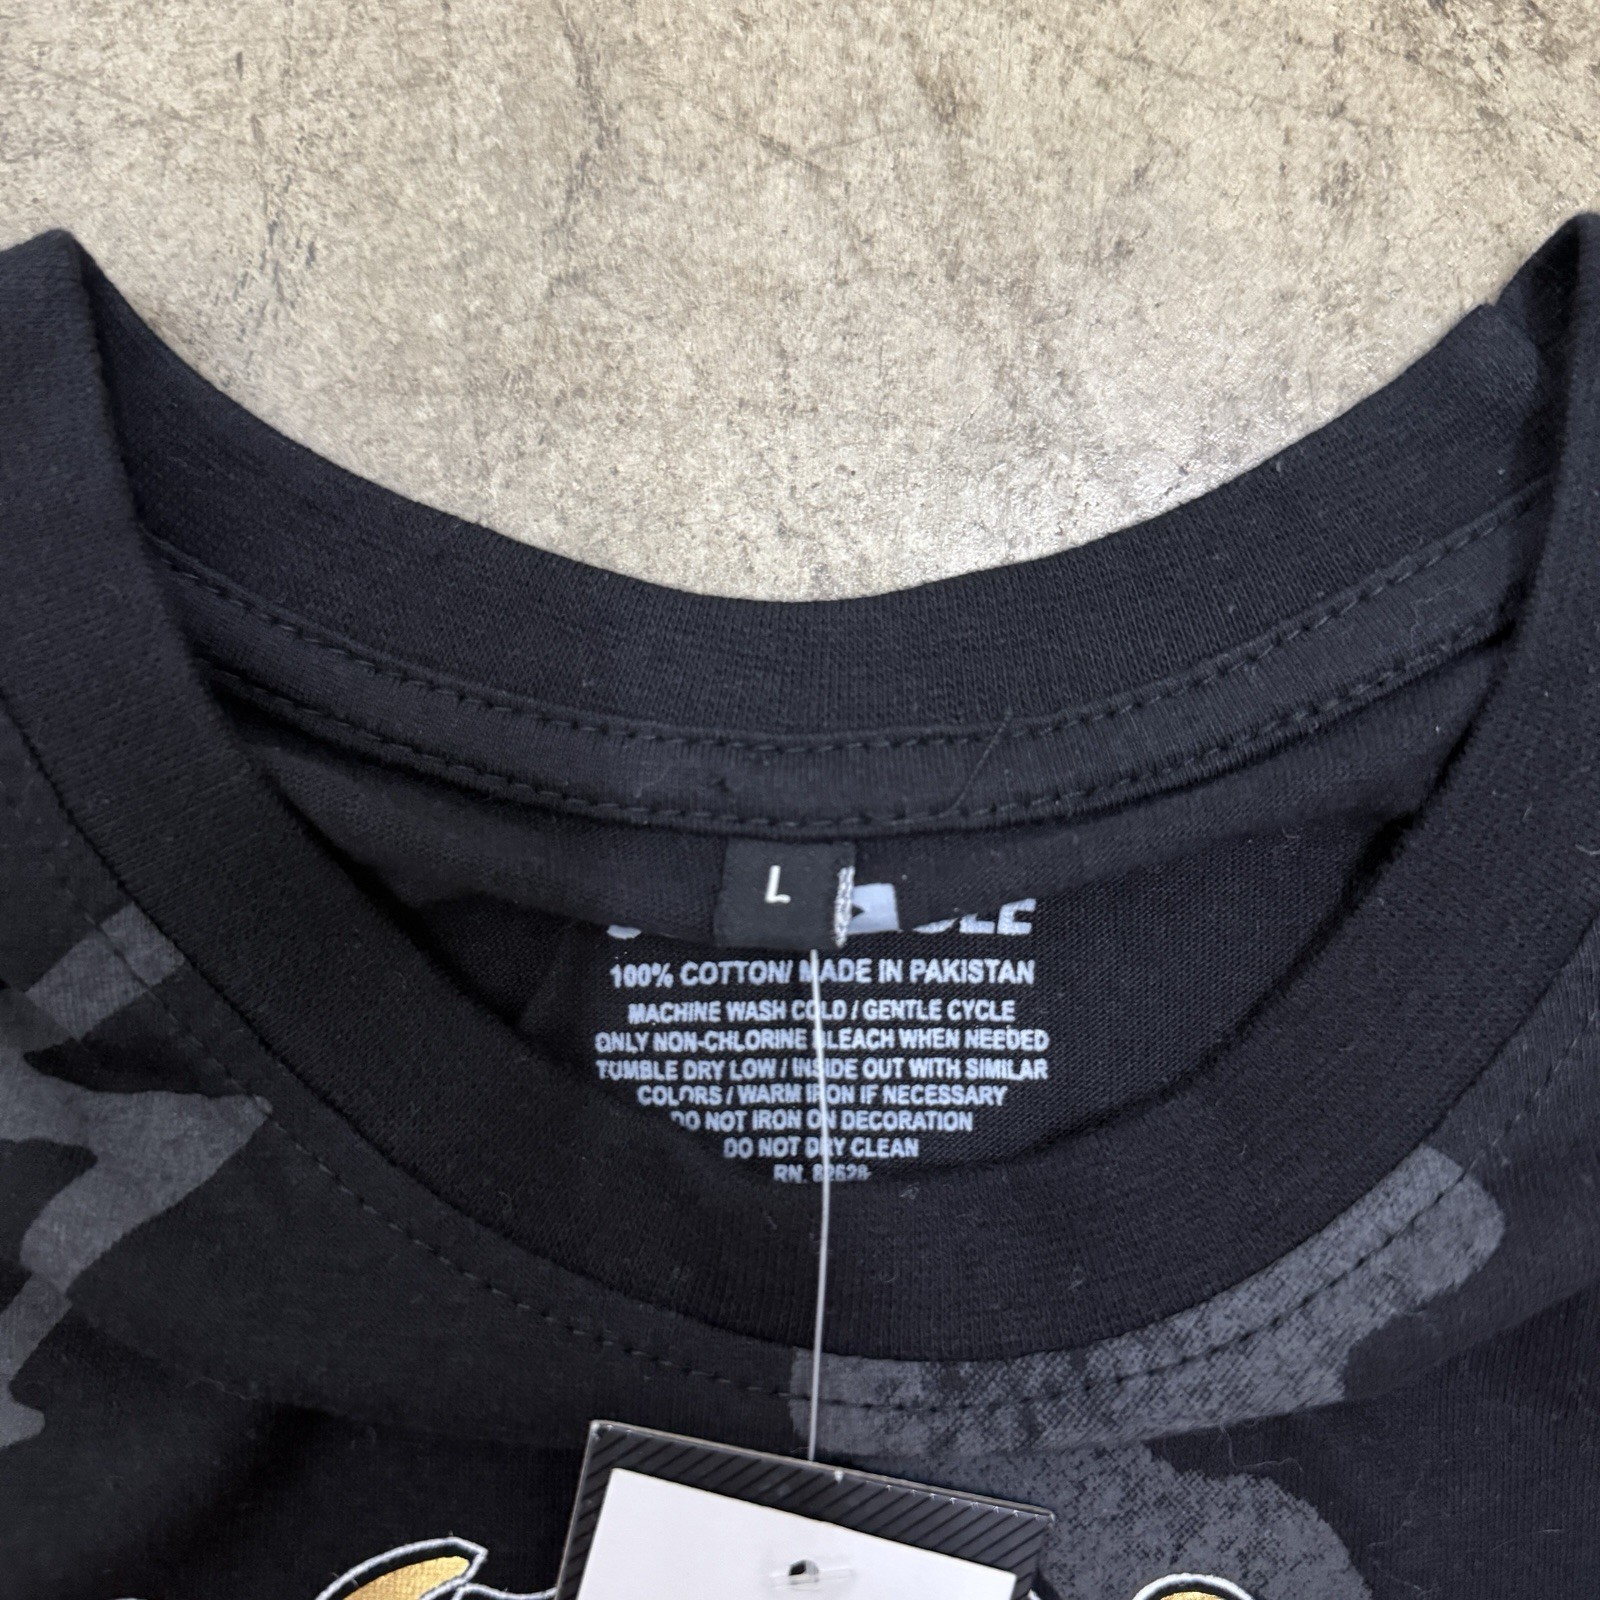 L
100% COTTON/ MADE IN PAKISTAN
MACHINE WASH COLD / GENTLE CYCLE
ONLY NON-CHLORINE BLEACH WHEN NEEDED
TUMBLE DRY LOW / INSIDE OUT WITH SIMILAR
COLORS / WARM IRON IF NECESSARY
DO NOT IRON ON DECORATION
DO NOT DRY CLEAN
RN.